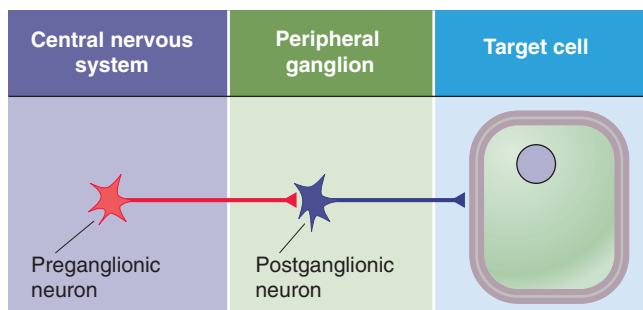 Central nervous
system
Peripheral
ganglion
Target cell
Preganglionic
neuron
Postganglionic
neuron